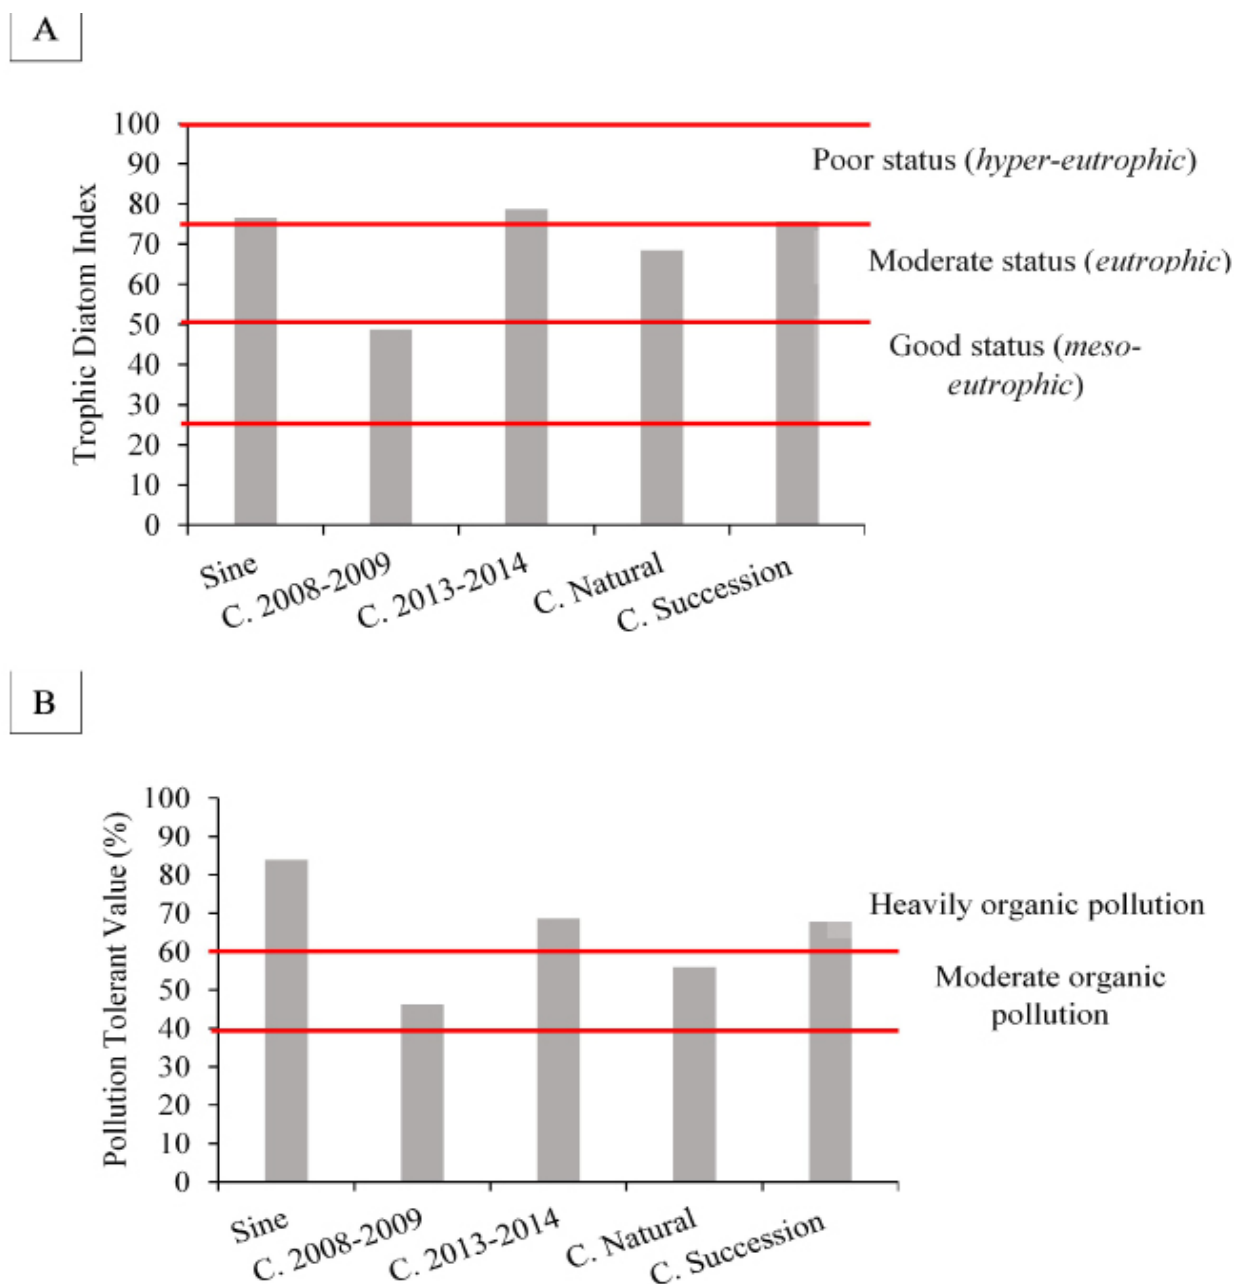 A
100
90
80
70
60
50
40
30
20
10
0
Trophic Diatom Index
Poor status (hyper-eutrophic)
Moderate status (eutrophic)
Good status (meso-
eutrophic)
Sine
C. 2008-2009
C. 2013-2014
C. Natural
C. Succession
B
100
90
80
70
60
50
40
30
20
10
0
Pollution Tolerant Value (%)
Heavily organic pollution
Moderate organic
pollution
Sine
C. 2008-2009
C. 2013-2014
C. Natural
C. Succession